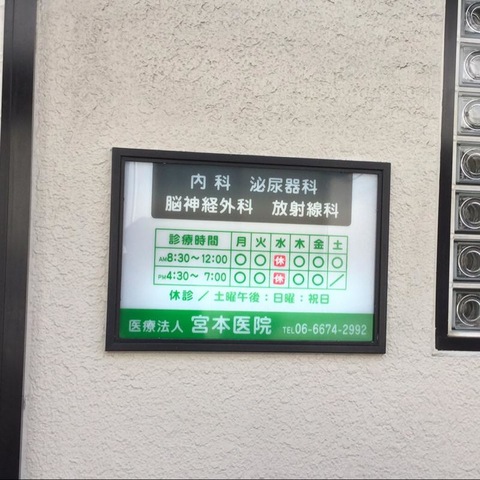 内科 泌尿器科
脳神経外科 放射線科
診療時間 月 火 水 木 金 土
AM8:30～12:00 ○ ○ 休 ○ ○ ○
PM4:30～ 7:00 ○ ○ 休 ○ ○ ／
休診／土曜午後:日曜:祝日
医療法人 宮本医院 TEL06-6674-2992